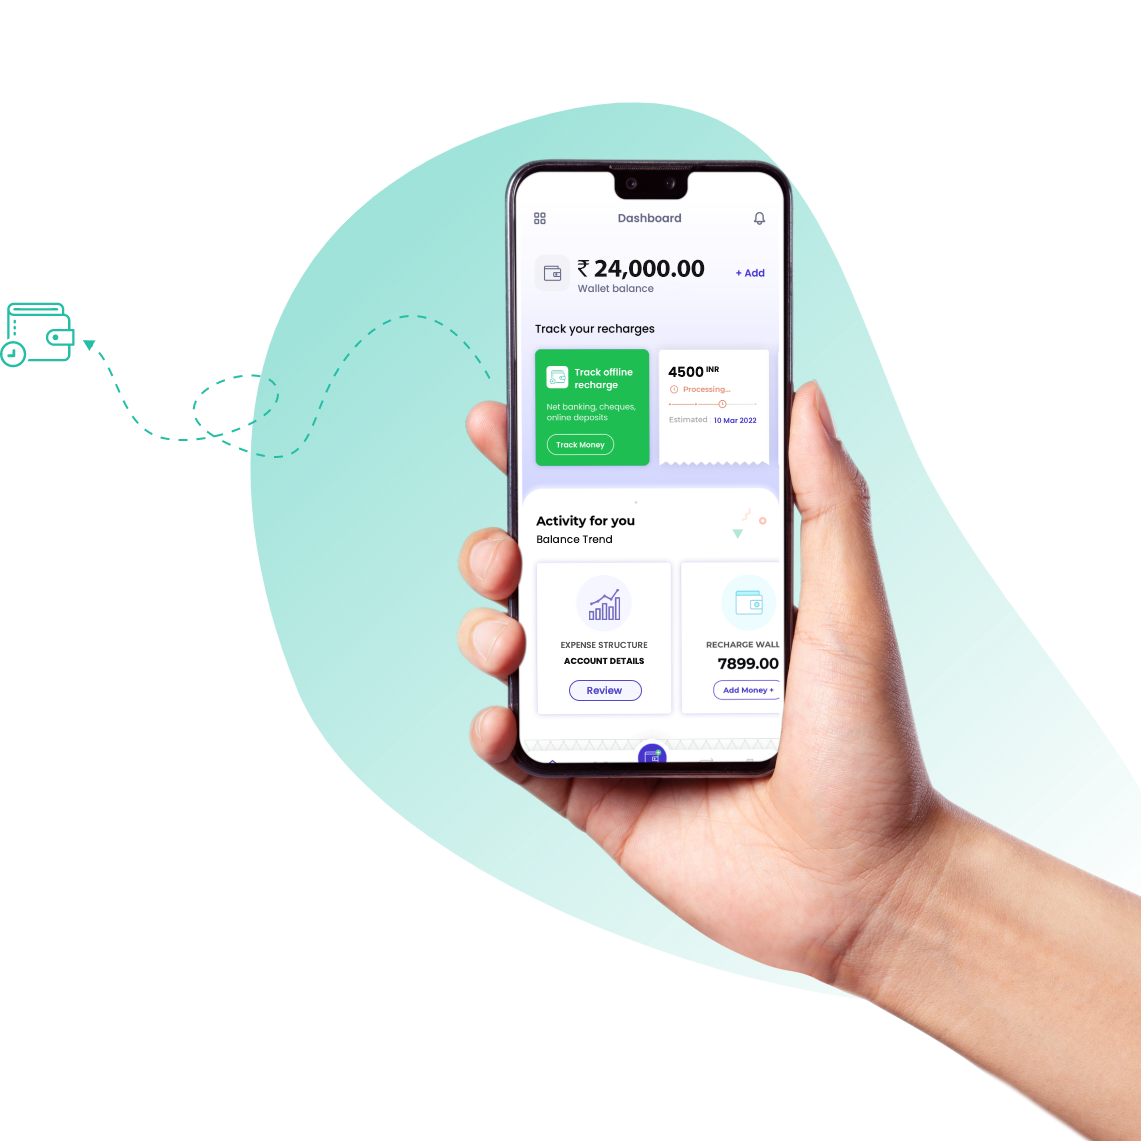 Dashboard
₹ 24,000.00
+ Add
Wallet balance
Track your recharges
Track offline
recharge
Net banking, cheques,
online deposits
Track Money
4500 INR
Processing...
Estimated 10 Mar 2022
Activity for you
Balance Trend
EXPENSE STRUCTURE
ACCOUNT DETAILS
Review
RECHARGE WALL
7899.00
Add Money +